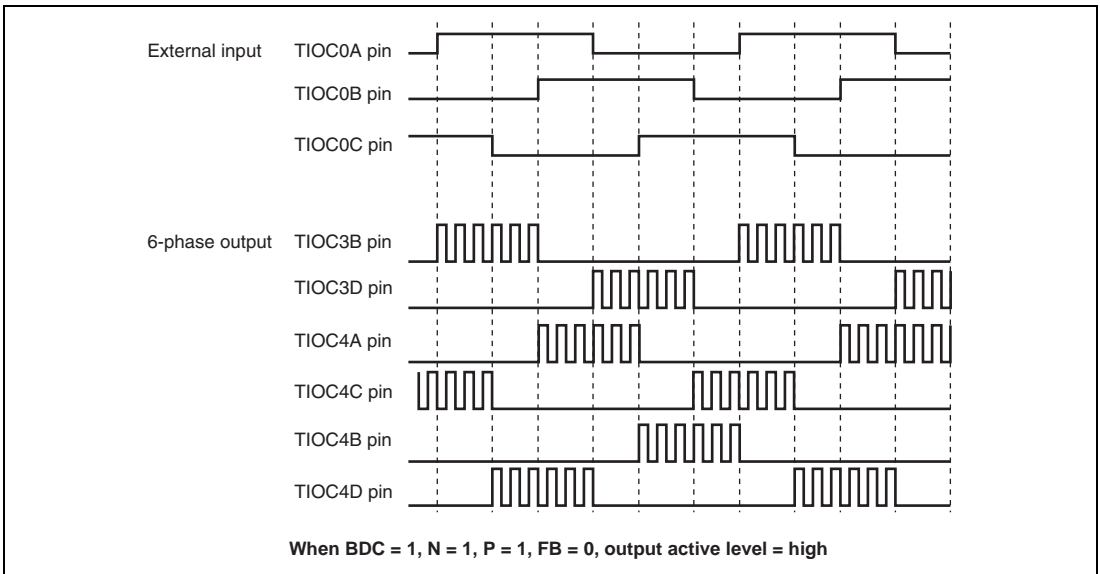 External input TIOC0A pin
TIOC0B pin
TIOC0C pin
6-phase output TIOC3B pin
TIOC3D pin
TIOC4A pin
TIOC4C pin
TIOC4B pin
TIOC4D pin
When BDC = 1, N = 1, P = 1, FB = 0, output active level = high